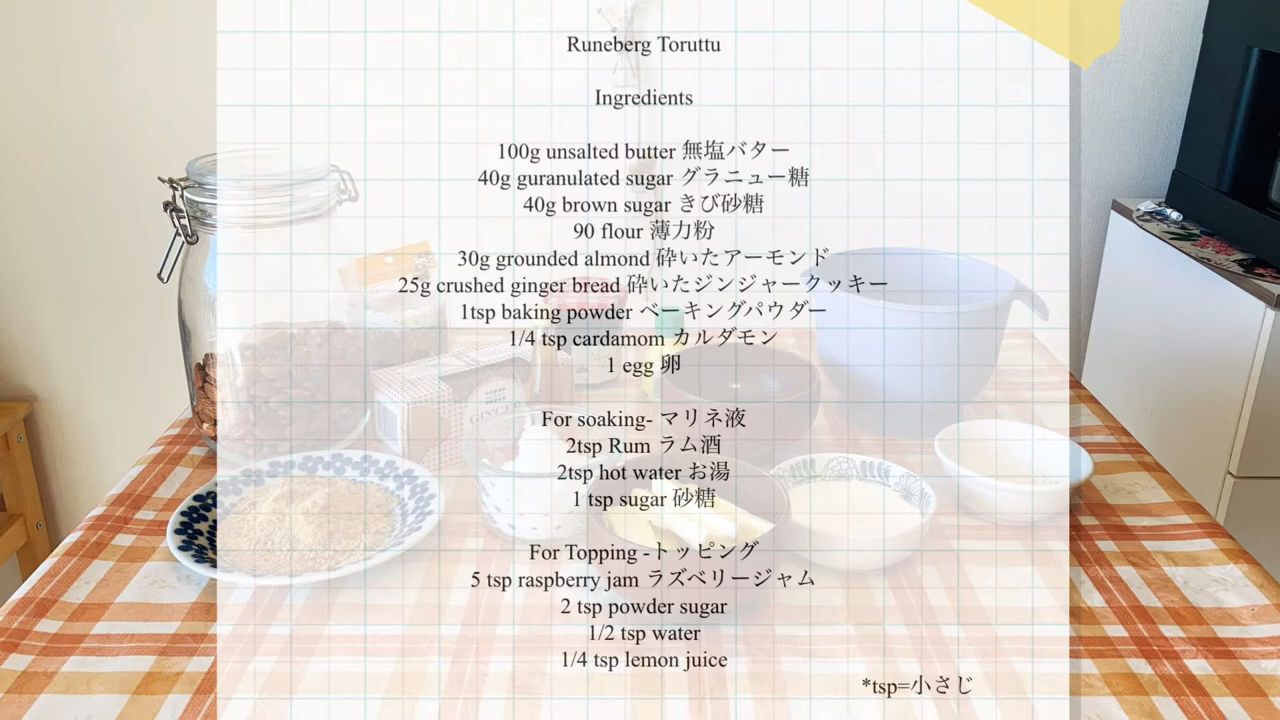 Runeberg Toruttu
Ingredients
100g unsalted butter 無塩バター
40g guranulated sugar グラニュー糖
40g brown sugar きび砂糖
90 flour 薄力粉
30g grounded almond 砕いたアーモンド
25g crushed ginger bread 砕いたジンジャークッキー
1tsp baking powder ベーキングパウダー
1/4 tsp cardamom カルダモン
1 egg 卵
For soaking- マリネ液
2tsp Rum ラム酒
2tsp hot water お湯
1 tsp sugar 砂糖
For Topping -トッピング
5 tsp raspberry jam ラズベリージャム
2 tsp powder sugar
1/2 tsp water
1/4 tsp lemon juice
*tsp=小さじ
GINGER